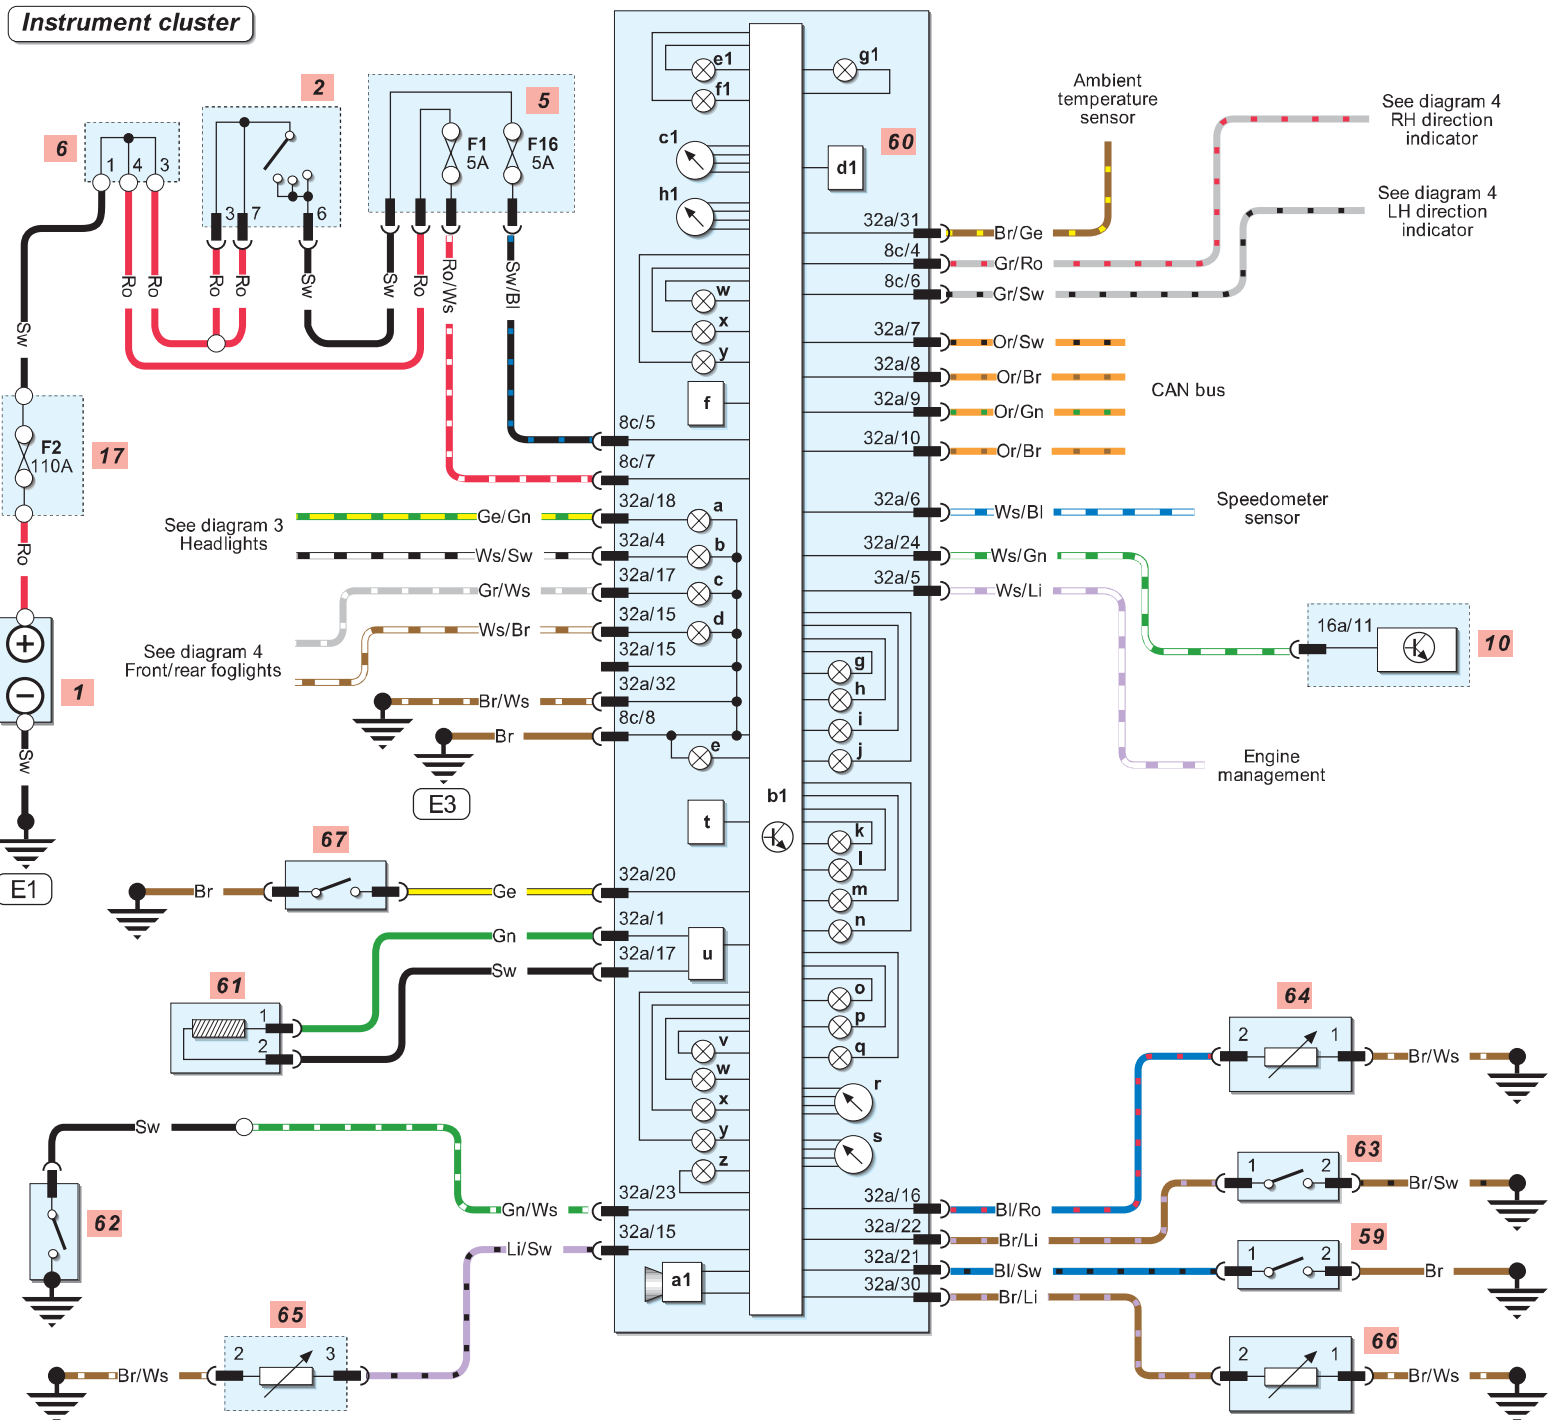 Instrument cluster
6
1
4
3
2
3
7
6
5
F1
5A
F16
5A
Sw
Ro
Ro
Ro
Ro
Sw
Sw
Ro
Ro/Ws
Sw/Bl
F2
110A
17
Ro
+
−
1
Sw
E1
e1
f1
g1
c1
h1
60
d1
w
x
y
f
8c/5
8c/7
32a/18
32a/4
32a/17
32a/15
32a/15
32a/32
8c/8
See diagram 3
Headlights
Ge/Gn
Ws/Sw
Gr/Ws
Ws/Br
See diagram 4
Front/rear foglights
Br/Ws
Br
E3
a
b
c
d
e
t
b1
67
Br
Ge
32a/20
32a/1
32a/17
Gn
Sw
u
61
1
2
v
w
x
y
z
Sw
62
Gn/Ws
32a/23
Li/Sw
32a/15
a1
65
2
3
Br/Ws
Ambient
temperature
sensor
See diagram 4
RH direction
indicator
See diagram 4
LH direction
indicator
32a/31
Br/Ge
8c/4
Gr/Ro
8c/6
Gr/Sw
32a/7
Or/Sw
32a/8
Or/Br
CAN bus
32a/9
Or/Gn
32a/10
Or/Br
32a/6
Ws/Bl
Speedometer
sensor
32a/24
Ws/Gn
32a/5
Ws/Li
16a/11
10
Engine
management
g
h
i
j
k
l
m
n
o
p
q
r
s
32a/16
Bl/Ro
32a/22
Br/Li
32a/21
Bl/Sw
32a/30
Br/Li
64
2
1
Br/Ws
63
1
2
Br/Sw
59
1
2
Br
66
2
1
Br/Ws